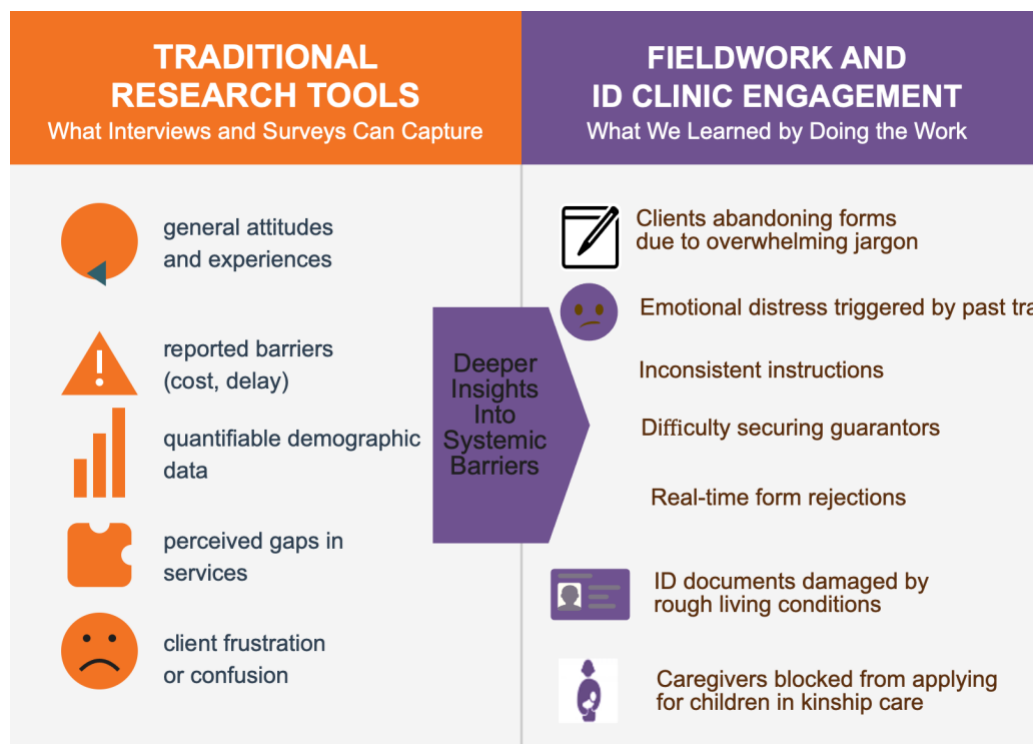 TRADITIONAL
RESEARCH TOOLS
What Interviews and Surveys Can Capture
general attitudes
and experiences
reported barriers
(cost, delay)
quantifiable demographic
data
perceived gaps in
services
client frustration
or confusion
Deeper
Insights
Into
Systemic
Barriers
FIELDWORK AND
ID CLINIC ENGAGEMENT
What We Learned by Doing the Work
Clients abandoning forms
due to overwhelming jargon
Emotional distress triggered by past
Inconsistent instructions
Difficulty securing guarantors
Real-time form rejections
ID documents damaged by
rough living conditions
Caregivers blocked from applying
for children in kinship care